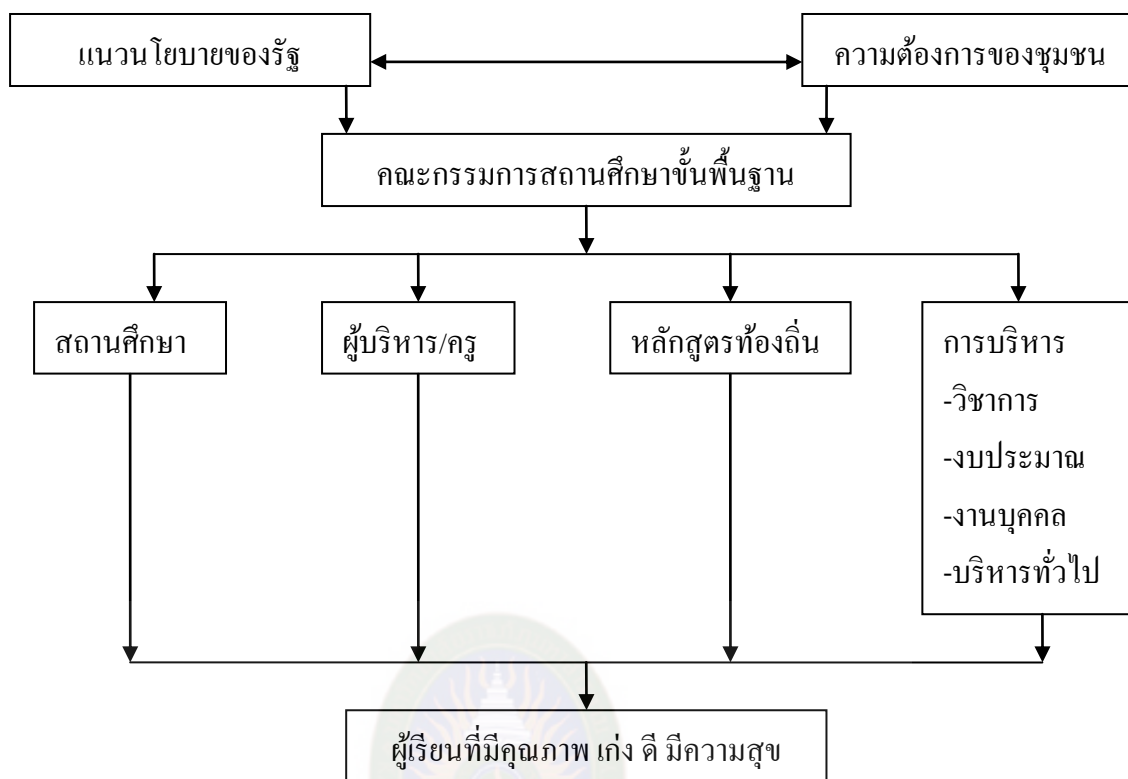 แนวนโยบายของรัฐ
ความต้องการของชุมชน
คณะกรรมการสถานศึกษาขั้นพื้นฐาน
สถานศึกษา
ผู้บริหาร/ครู
หลักสูตรท้องถิ่น
การบริหาร
-วิชาการ
-งบประมาณ
-งานบุคคล
-บริหารทั่วไป
ผู้เรียนที่มีคุณภาพ เก่ง ดี มีความสุข